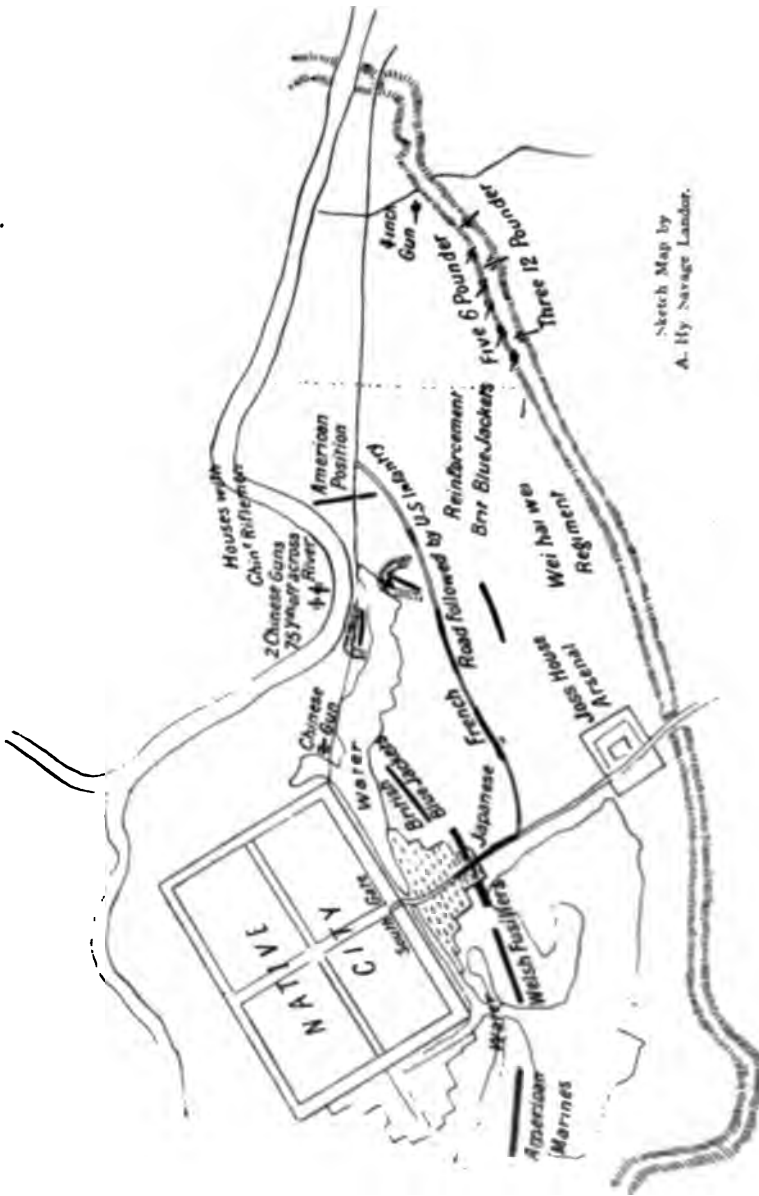 Houses with
Chinˢ Riflemen
2 Chinese Guns
75 Y'ᵈˢ off across
River
American
Position
4 inch
Gun
Chinese
Gun
Water
British
Blue Jackets
Road Followed by U.S Infantry
French
Japanese
Reinforcement
Brit Blue Jackets
Five 6 Pounder
Three 12 Pounder
NATIVE
CITY
South Gate
Wei hai wei
Regiment
Joss House
Arsenal
Welsh Fusiliers
Water
American
Marines
Sketch Map by
A. Hy Savage Landor.